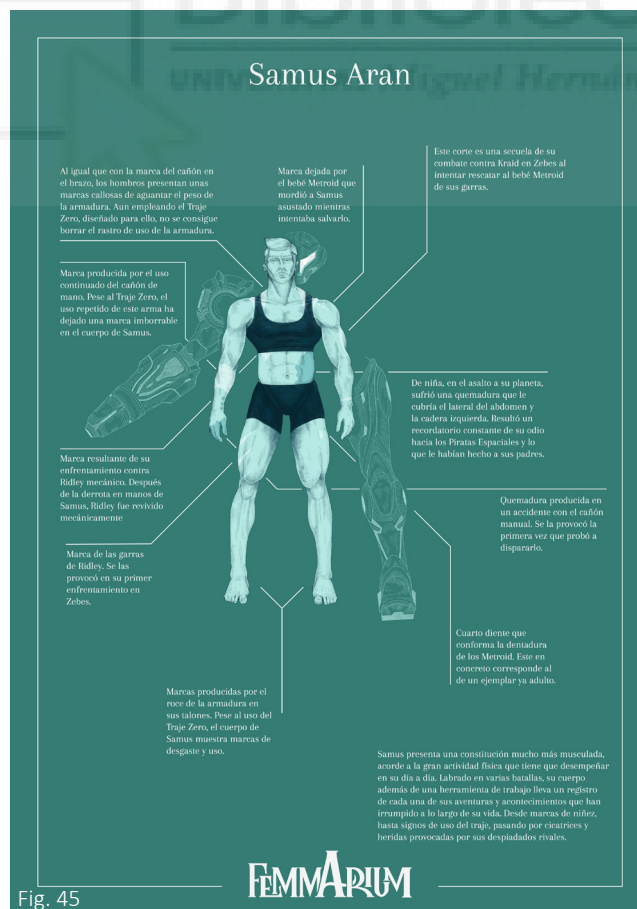 Biblioteca
UNIVERSITAS Miguel Hernánd
Samus Aran
Al igual que con la marca del cañón en
el brazo, los hombros presentan unas
marcas callosas de aguantar el peso de
la armadura. Aun empleando el Traje
Zero, diseñado para ello, no se consigue
borrar el rastro de uso de la armadura.
Marca dejada por
el bebé Metroid que
mordió a Samus
asustado mientras
intentaba salvarlo.
Este corte es una secuela de su
combate contra Kraid en Zebes al
intentar rescatar al bebé Metroid
de sus garras.
Marca producida por el uso
continuado del cañón de
mano. Pese al Traje Zero, el
uso repetido de este arma ha
dejado una marca imborrable
en el cuerpo de Samus.
De niña, en el asalto a su planeta,
sufrió una quemadura que le
cubría el lateral del abdomen y
la cadera izquierda. Resultó un
recordatorio constante de su odio
hacia los Piratas Espaciales y lo
que le habían hecho a sus padres.
Marca resultante de su
enfrentamiento contra
Ridley mecánico. Después
de la derrota en manos de
Samus, Ridley fue revivido
mecánicamente
Quemadura producida en
un accidente con el cañón
manual. Se la provocó la
primera vez que probó a
dispararlo.
Marca de las garras
de Ridley. Se las
provocó en su primer
enfrentamiento en
Zebes.
Cuarto diente que
conforma la dentadura
de los Metroid. Este en
concreto corresponde al
de un ejemplar ya adulto.
Marcas producidas por el
roce de la armadura en
sus talones. Pese al uso del
Traje Zero, el cuerpo de
Samus muestra marcas de
desgaste y uso.
Samus presenta una constitución mucho más musculada,
acorde a la gran actividad física que tiene que desempeñar
en su día a día. Labrado en varias batallas, su cuerpo
además de una herramienta de trabajo lleva un registro
de cada una de sus aventuras y acontecimientos que han
irrumpido a lo largo de su vida. Desde marcas de niñez,
hasta signos de uso del traje, pasando por cicatrices y
heridas provocadas por sus despiadados rivales.
FEMMARIUM
Fig. 45